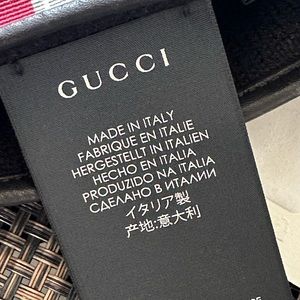 GUCCI
MADE IN ITALY
FABRIQUE EN ITALIE
HERGESTELLT IN ITALIEN
HECHO EN ITALIA
PRODUZIDO NA ITALIA
СДЕЛАНО В ИТАЛИИ
イタリア製
产地:意大利